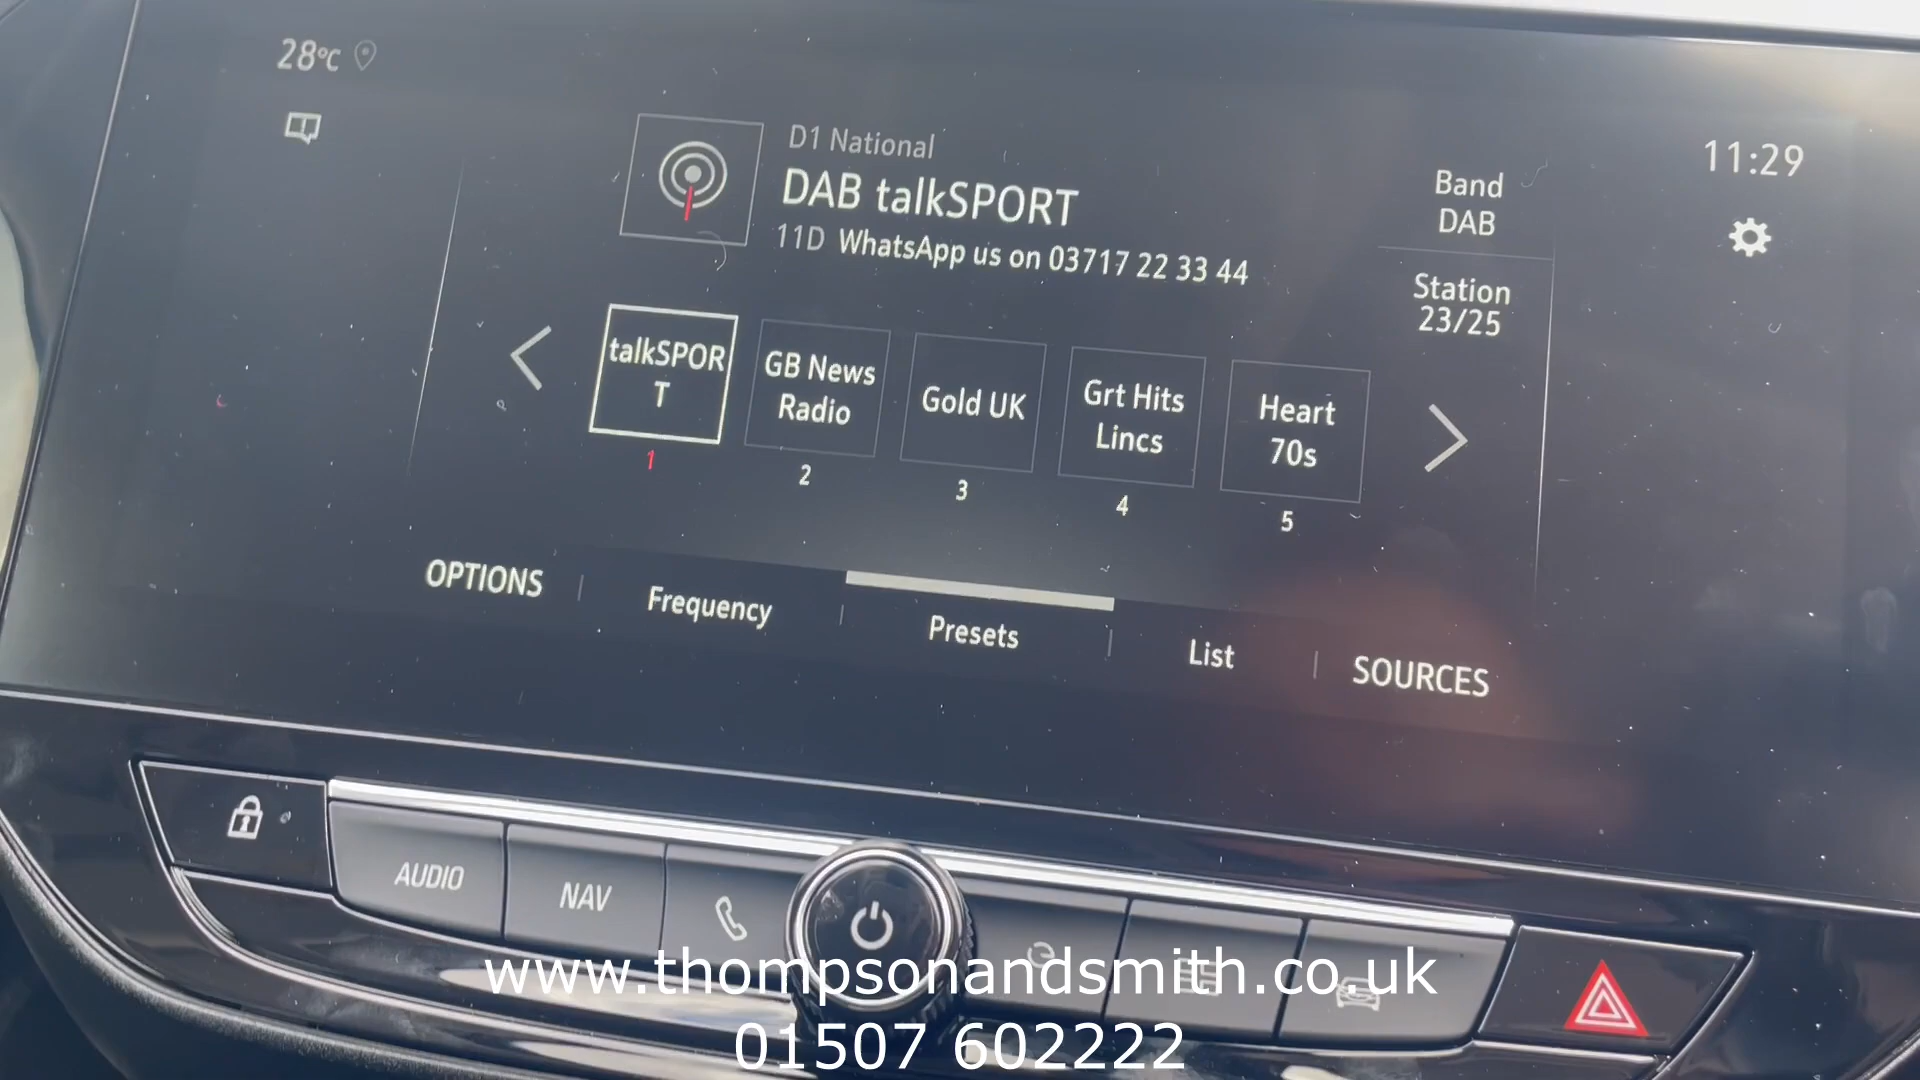 28°C
11:29
D1 National
DAB talkSPORT
11D WhatsApp us on 03717 22 33 44
Band
DAB
Station
23/25
talkSPOR
T
1
GB News
Radio
2
Gold UK
3
Grt Hits
Lincs
4
Heart
70s
5
OPTIONS
Frequency
Presets
List
SOURCES
AUDIO
NAV
www.thompsonandsmith.co.uk
01507 602222